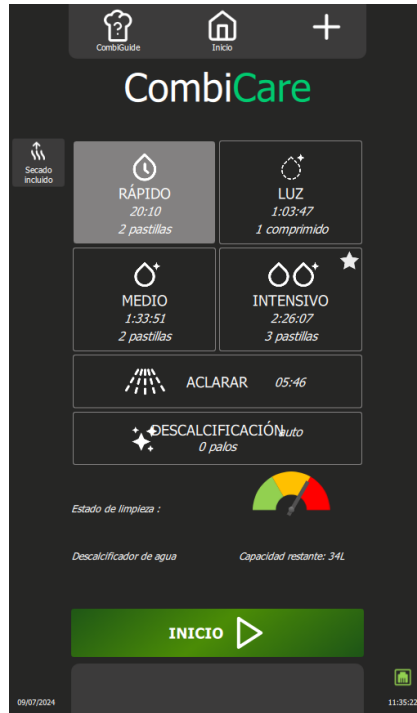 ?
CombiGuide
Inicio
CombiCare
Secado
incluido
RÁPIDO
20:10
2 pastillas
LUZ
1:03:47
1 comprimido
MEDIO
1:33:51
2 pastillas
INTENSIVO
2:26:07
3 pastillas
ACLARAR 05:46
DESCALCIFICACIÓN auto
0 palos
Estado de limpieza :
Descalcificador de agua Capacidad restante: 34L
INICIO
09/07/2024 11:35:22